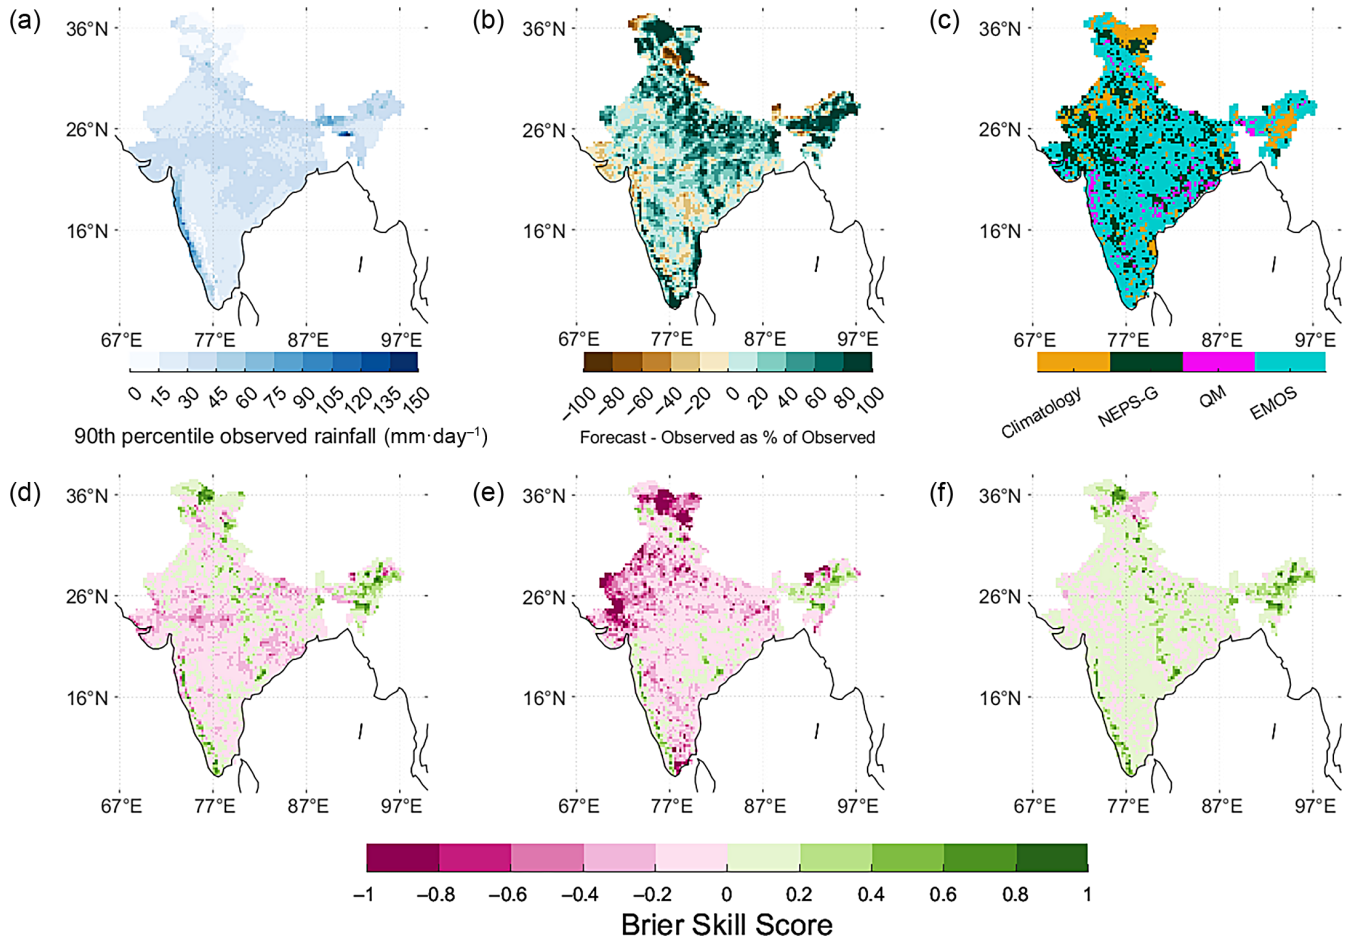 (a)
36°N
26°N
16°N
67°E 77°E 87°E 97°E
0 15 30 45 60 75 90 105 120 135 150
90th percentile observed rainfall (mm·day⁻¹)
(b)
36°N
26°N
16°N
67°E 77°E 87°E 97°E
−100 −80 −60 −40 −20 0 20 40 60 80 100
Forecast - Observed as % of Observed
(c)
36°N
26°N
16°N
67°E 77°E 87°E 97°E
Climatology NEPS-G QM EMOS
(d)
36°N
26°N
16°N
67°E 77°E 87°E 97°E
(e)
36°N
26°N
16°N
67°E 77°E 87°E 97°E
(f)
36°N
26°N
16°N
67°E 77°E 87°E 97°E
−1 −0.8 −0.6 −0.4 −0.2 0 0.2 0.4 0.6 0.8 1
Brier Skill Score